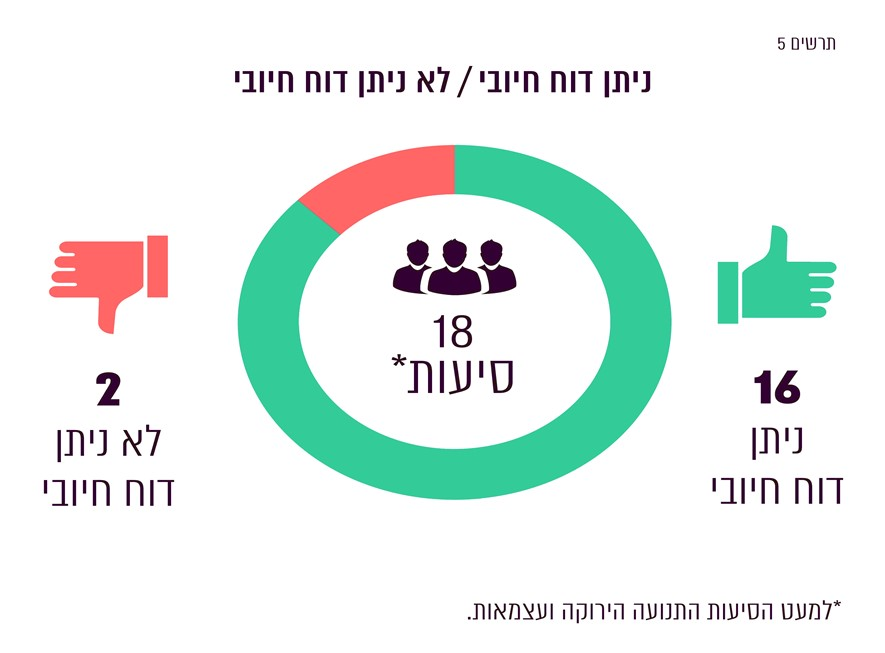 תרשים 5
ניתן דוח חיובי / לא ניתן דוח חיובי
18
סיעות*
16
ניתן
דוח חיובי
2
לא ניתן
דוח חיובי
*למעט הסיעות התנועה הירוקה ועצמאות.